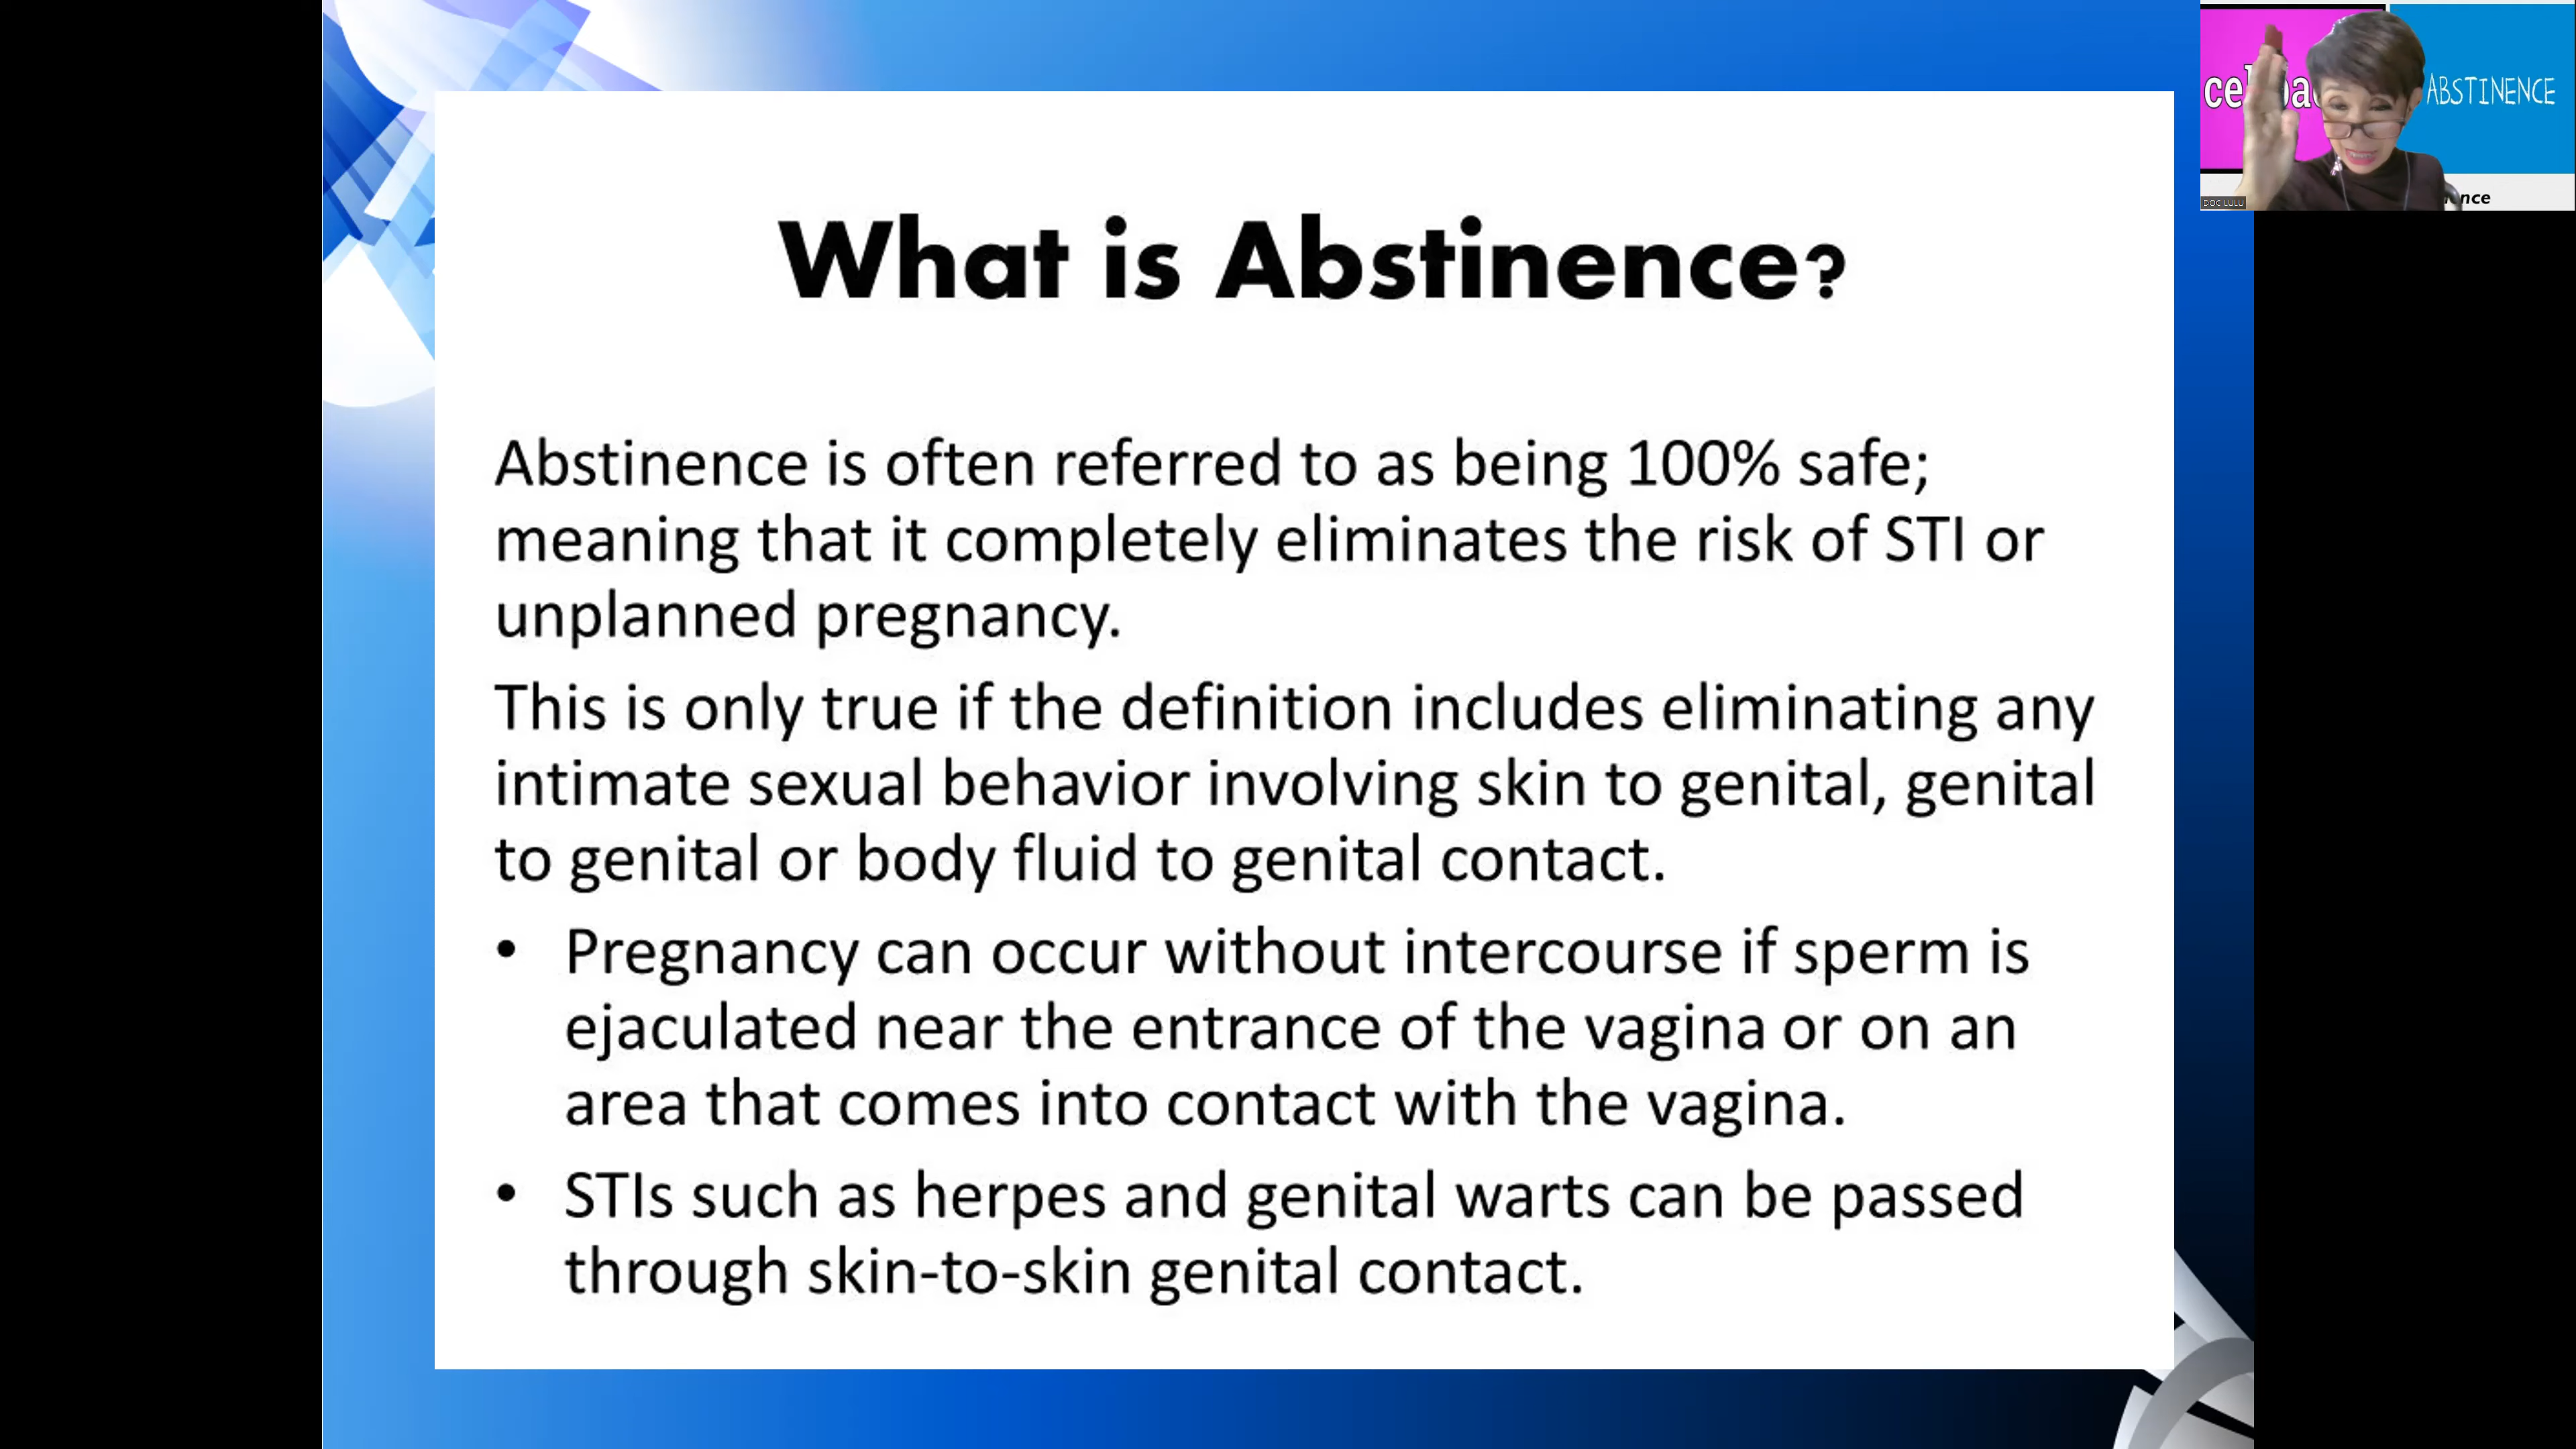 What is Abstinence?
Abstinence is often referred to as being 100% safe;
meaning that it completely eliminates the risk of STI or
unplanned pregnancy.
This is only true if the definition includes eliminating any
intimate sexual behavior involving skin to genital, genital
to genital or body fluid to genital contact.
• Pregnancy can occur without intercourse if sperm is
ejaculated near the entrance of the vagina or on an
area that comes into contact with the vagina.
• STIs such as herpes and genital warts can be passed
through skin-to-skin genital contact.
ABSTINENCE
DOC LULU